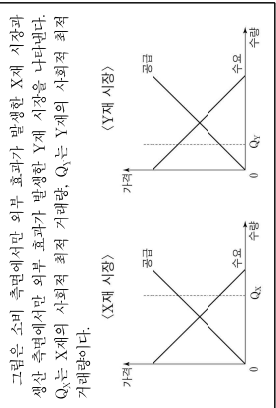 그림은 소비 측면에서만 외부 효과가 발생한 X재 시장과
생산 측면에서만 외부 효과가 발생한 Y재 시장을 나타낸다.
Qx는 X재의 사회적 최적 거래량, QY는 Y재의 사회적 최적
거래량이다.
〈X재 시장〉
가격
공급
수요
0
QX
수량
〈Y재 시장〉
가격
공급
수요
0
QY
수량